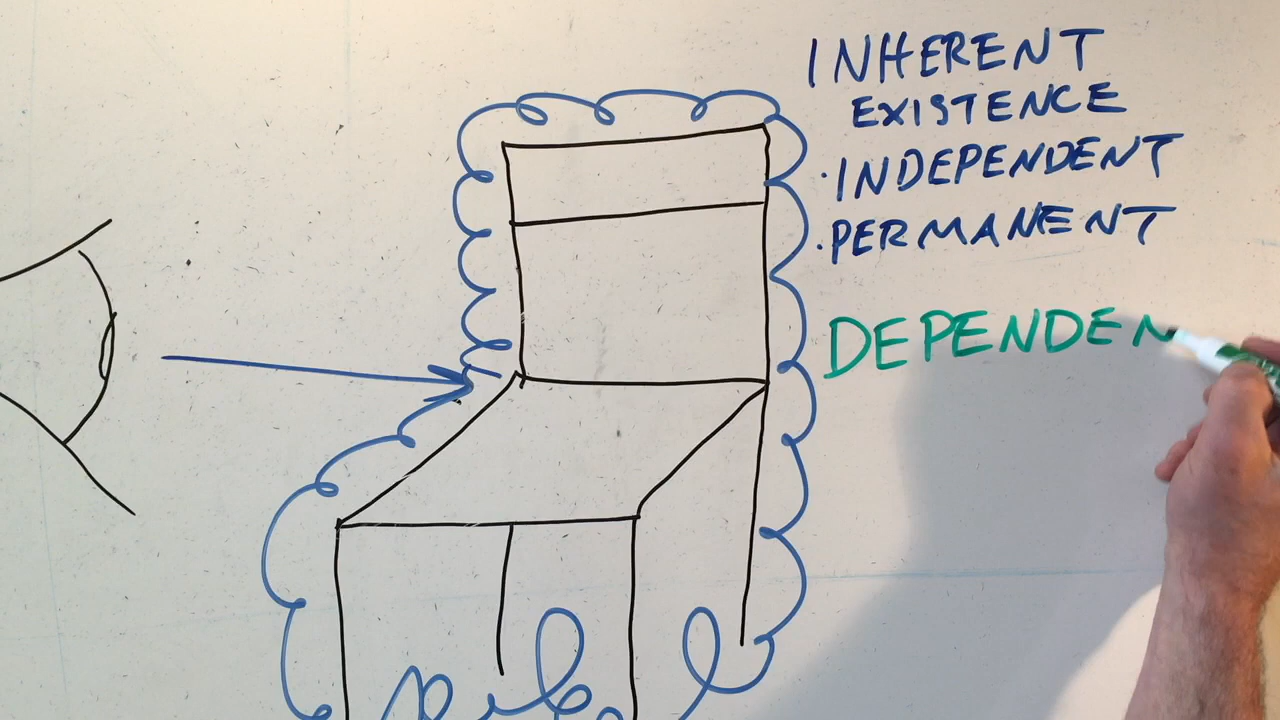 INHERENT
EXISTENCE
·INDEPENDENT
·PERMANENT
DEPENDEN